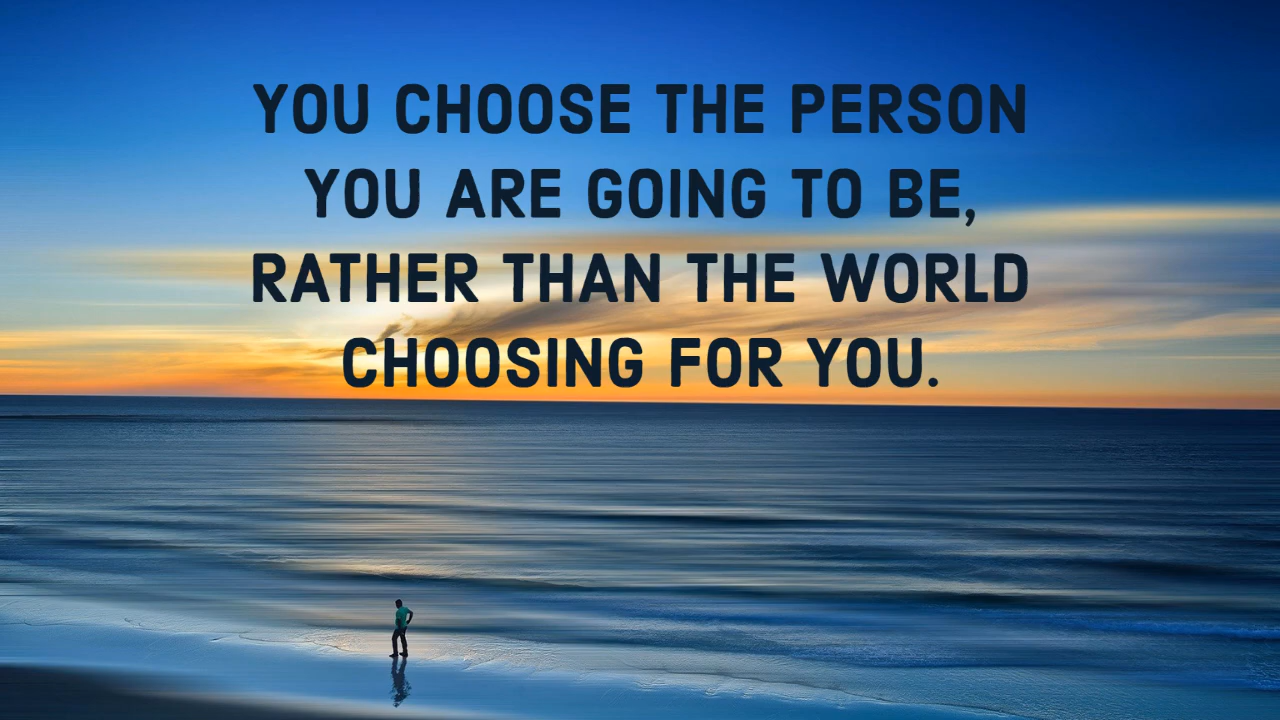 YOU CHOOSE THE PERSON
YOU ARE GOING TO BE,
RATHER THAN THE WORLD
CHOOSING FOR YOU.